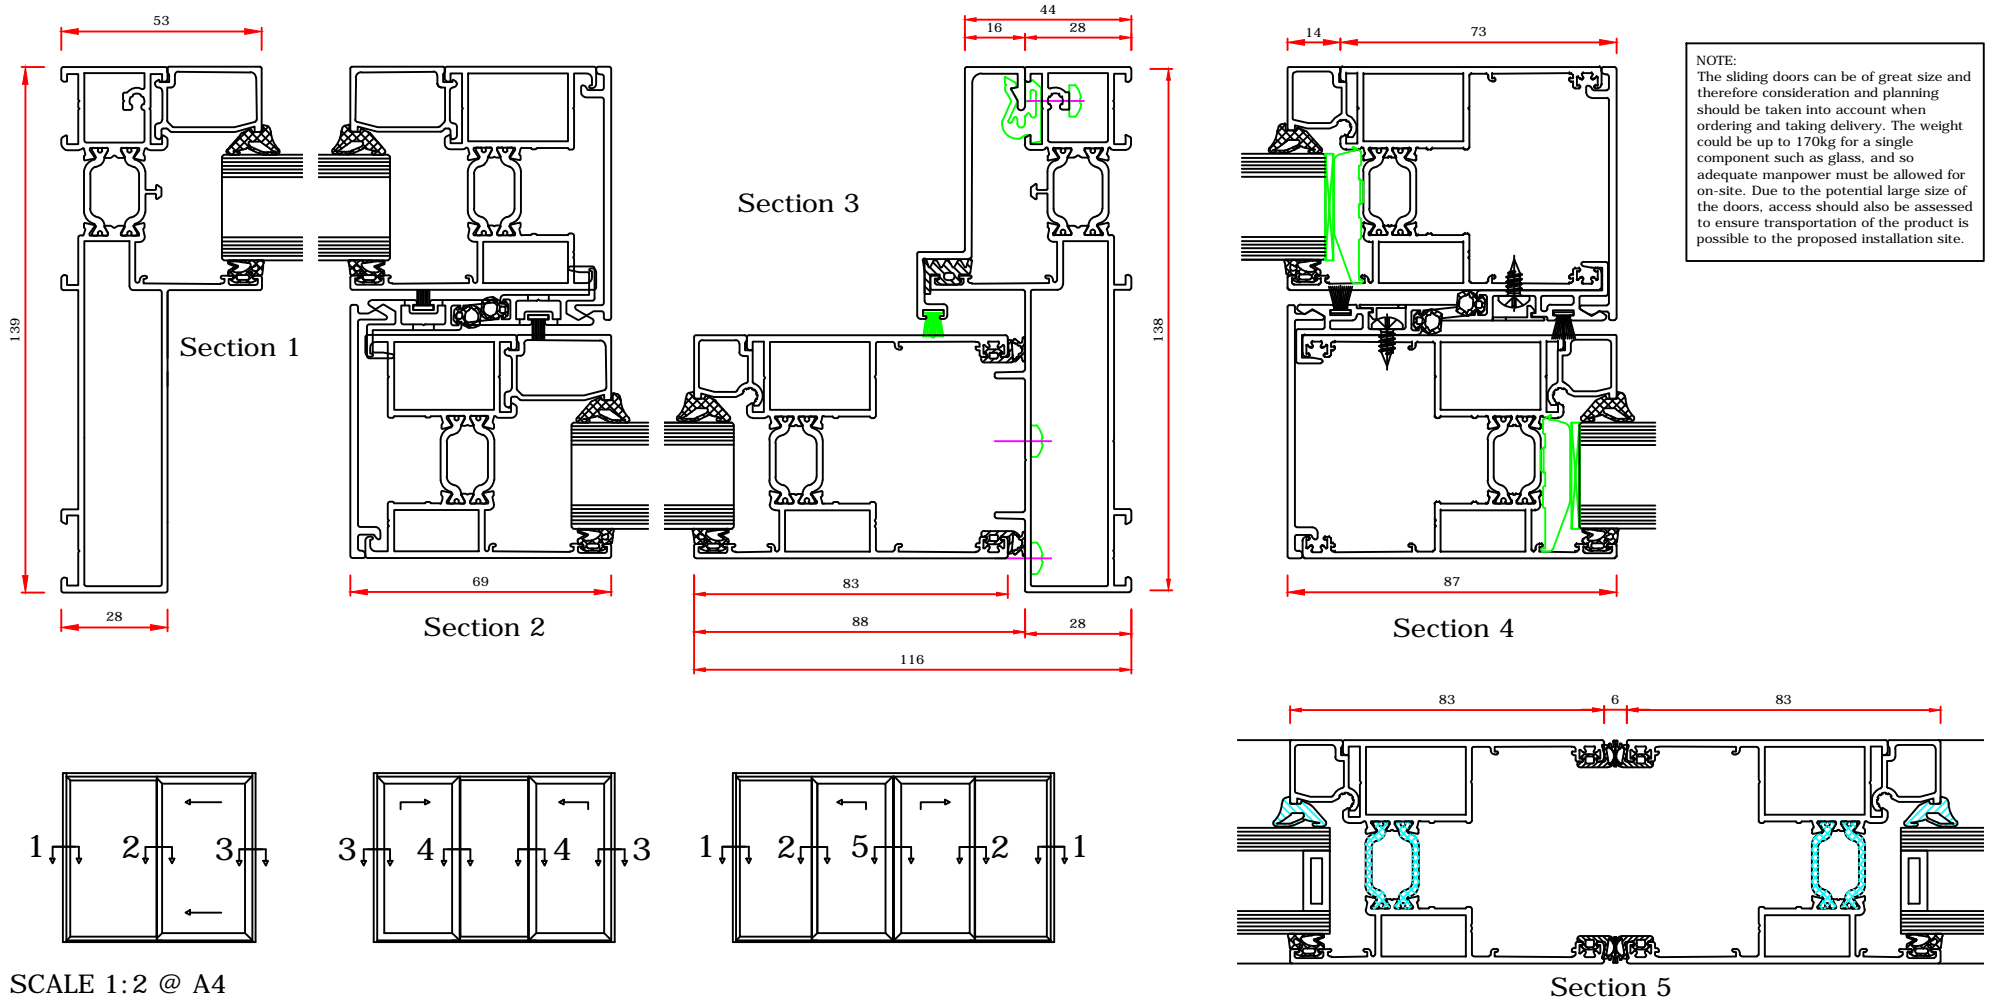 53
44
16 28
14 73
NOTE:
The sliding doors can be of great size and
therefore consideration and planning
should be taken into account when
ordering and taking delivery. The weight
could be up to 170kg for a single
component such as glass, and so
adequate manpower must be allowed for
on-site. Due to the potential large size of
the doors, access should also be assessed
to ensure transportation of the product is
possible to the proposed installation site.
139
Section 1
Section 3
138
28
69
Section 2
83
88 28
116
87
Section 4
83 6 83
1 2 3
3 4 4 3
1 2 5 2 1
SCALE 1:2 @ A4
Section 5